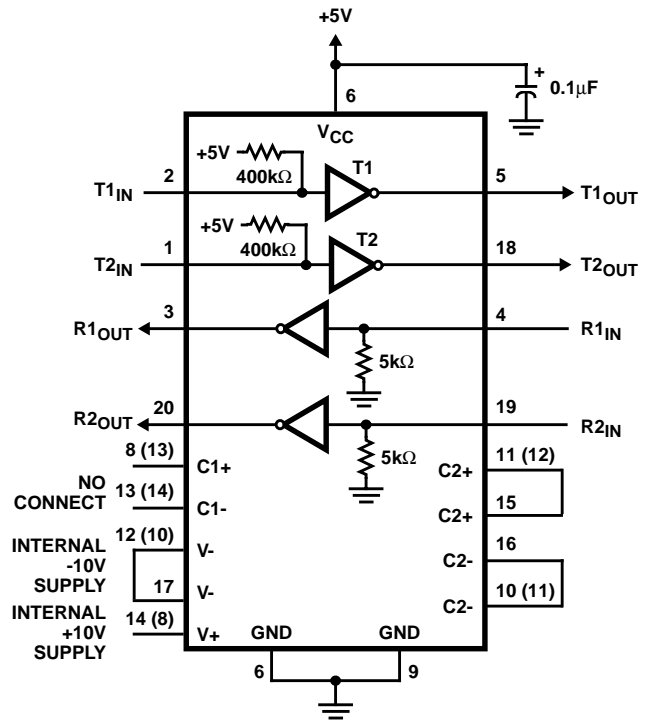 +5V
+
0.1µF
6
VCC
+5V
400kΩ
T1
2
5
T1IN
T1OUT
+5V
400kΩ
T2
1
18
T2IN
T2OUT
3
4
R1OUT
R1IN
5kΩ
20
19
R2OUT
R2IN
5kΩ
8 (13)
C1+
NO
CONNECT
13 (14)
C1-
11 (12)
C2+
15
C2+
12 (10)
V-
INTERNAL
-10V
SUPPLY
17
V-
16
C2-
10 (11)
C2-
INTERNAL
+10V
SUPPLY
14 (8)
V+
GND
GND
6
9